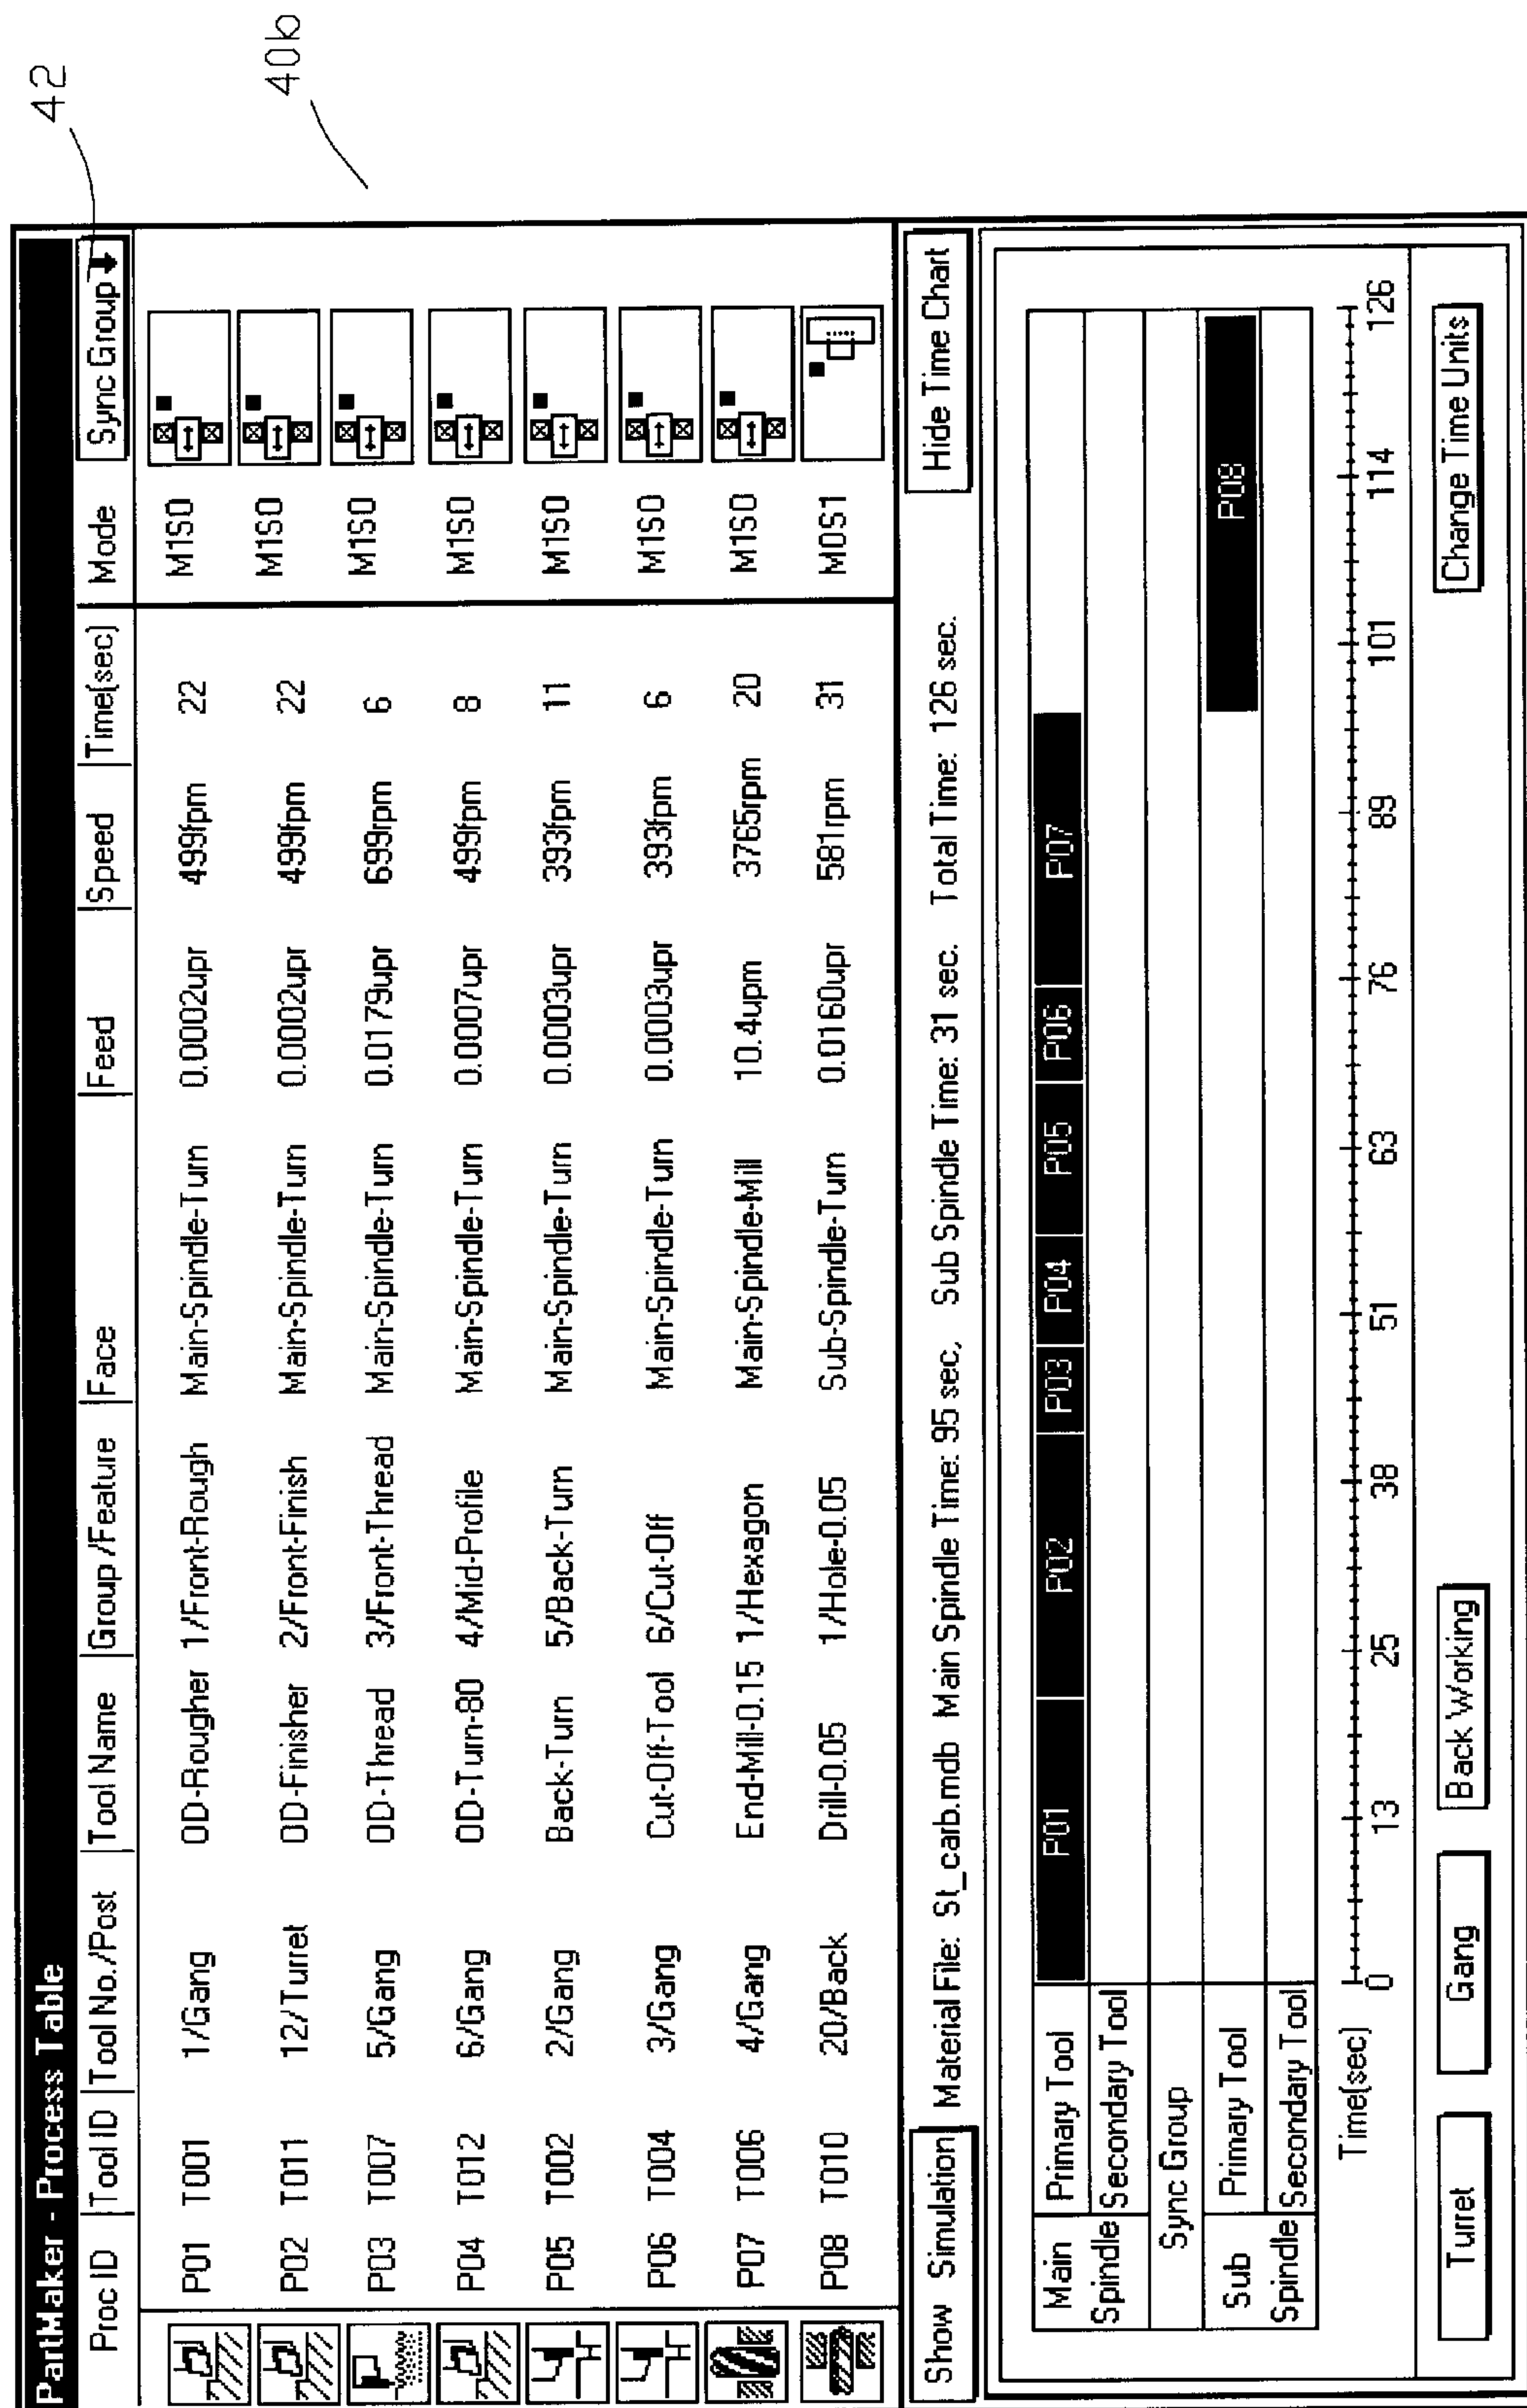 42
40b
PartMaker - Process Table
Proc ID Tool ID Tool No./Post Tool Name Group/Feature Face Feed Speed Time(sec) Mode Sync Group
P01 T001 1/Gang OD-Rougher 1/Front-Rough Main-Spindle-Turn 0.0002upr 499fpm 22 M1S0
P02 T011 12/Turret OD-Finisher 2/Front-Finish Main-Spindle-Turn 0.0002upr 499fpm 22 M1S0
P03 T007 5/Gang OD-Thread 3/Front-Thread Main-Spindle-Turn 0.0179upr 699rpm 6 M1S0
P04 T012 6/Gang OD-Turn-80 4/Mid-Profile Main-Spindle-Turn 0.0007upr 499fpm 8 M1S0
P05 T002 2/Gang Back-Turn 5/Back-Turn Main-Spindle-Turn 0.0003upr 393fpm 11 M1S0
P06 T004 3/Gang Cut-Off-Tool 6/Cut-Off Main-Spindle-Turn 0.0003upr 393fpm 6 M1S0
P07 T006 4/Gang End-Mill-0.15 1/Hexagon Main-Spindle-Mill 10.4upm 3765rpm 20 M1S0
P08 T010 20/Back Drill-0.05 1/Hole-0.05 Sub-Spindle-Turn 0.0160upr 581rpm 31 M0S1
Show Simulation Material File: St_carb.mdb Main Spindle Time: 95 sec, Sub Spindle Time: 31 sec. Total Time: 126 sec. Hide Time Chart
Main Spindle Primary Tool P01 P02 P03 P04 P05 P06 P07
Secondary Tool
Sync Group
Sub Spindle Primary Tool P08
Secondary Tool
Time(sec) 0 13 25 38 51 63 76 89 101 114 126
Turret Gang Back Working Change Time Units